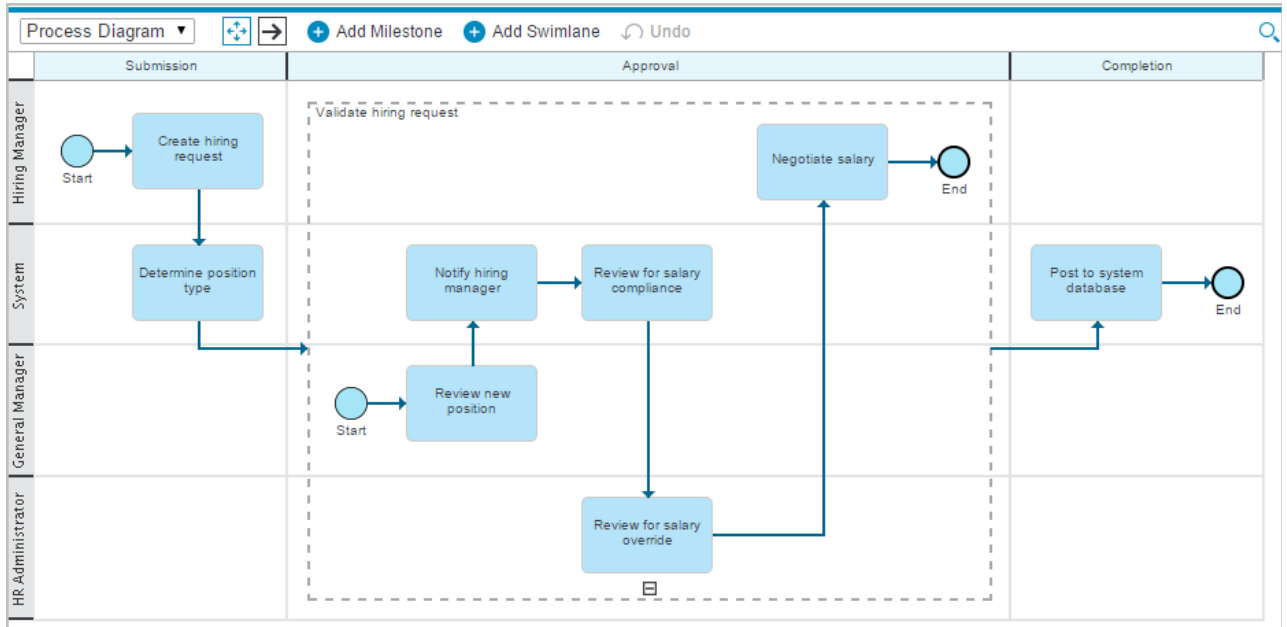 Process Diagram ▼ Add Milestone Add Swimlane Undo
Submission Approval Completion
Hiring Manager
Start
Create hiring
request
Validate hiring request
Negotiate salary
End
System
Determine position
type
Notify hiring
manager
Review for salary
compliance
Post to system
database
End
General Manager
Start
Review new
position
HR Administrator
Review for salary
override